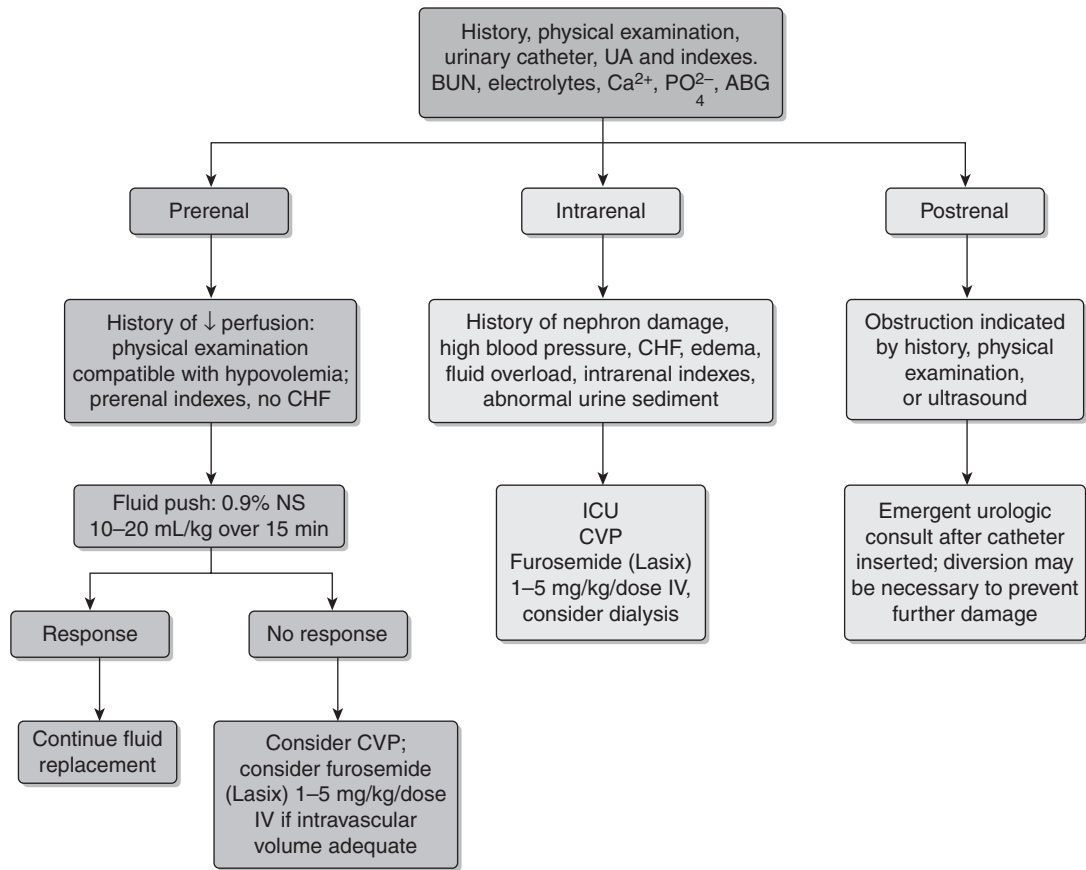 History, physical examination,
urinary catheter, UA and indexes.
BUN, electrolytes, Ca²⁺, PO₄²⁻, ABG
Prerenal
Intrarenal
Postrenal
History of ↓ perfusion:
physical examination
compatible with hypovolemia;
prerenal indexes, no CHF
History of nephron damage,
high blood pressure, CHF, edema,
fluid overload, intrarenal indexes,
abnormal urine sediment
Obstruction indicated
by history, physical
examination,
or ultrasound
Fluid push: 0.9% NS
10–20 mL/kg over 15 min
ICU
CVP
Furosemide (Lasix)
1–5 mg/kg/dose IV,
consider dialysis
Emergent urologic
consult after catheter
inserted; diversion may
be necessary to prevent
further damage
Response
No response
Continue fluid
replacement
Consider CVP;
consider furosemide
(Lasix) 1–5 mg/kg/dose
IV if intravascular
volume adequate